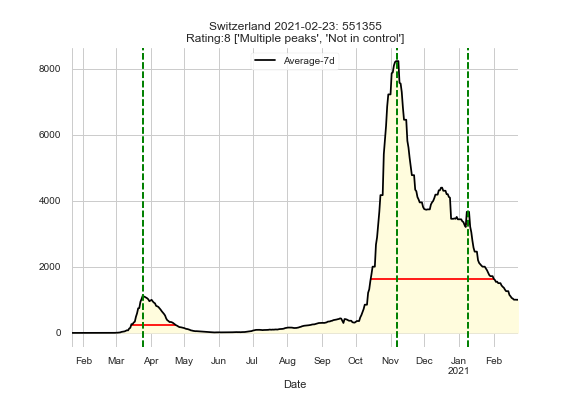 Switzerland 2021-02-23: 551355
Rating:8 ['Multiple peaks', 'Not in control']
Average-7d
8000
6000
4000
2000
0
Feb Mar Apr May Jun Jul Aug Sep Oct Nov Dec Jan Feb
2021
Date